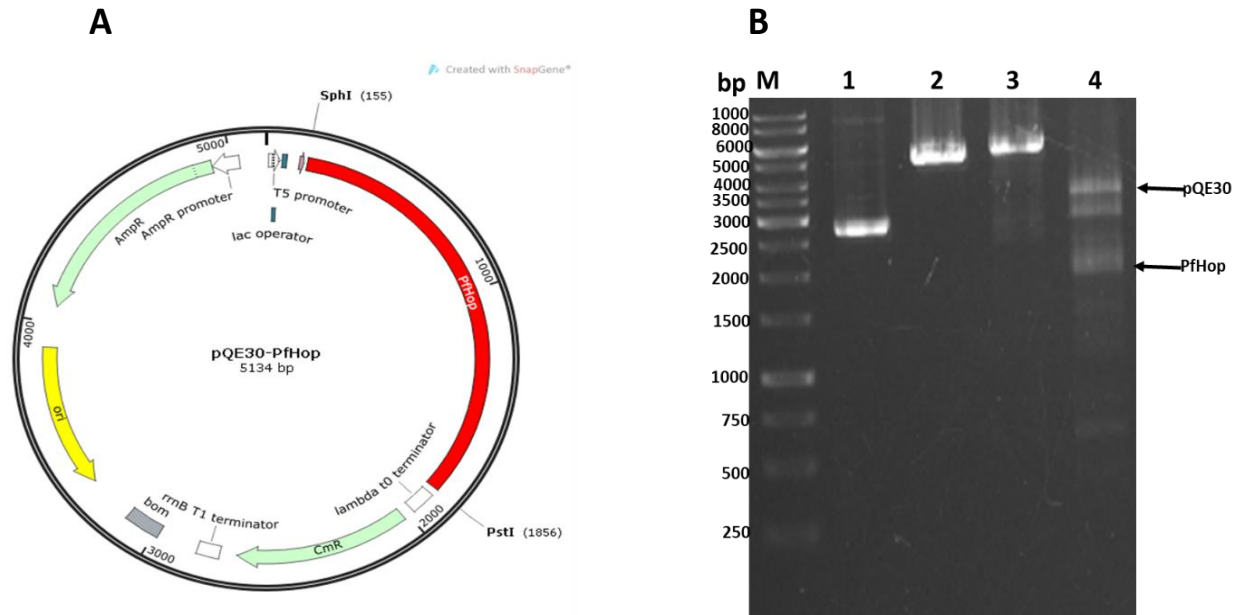 A
Created with SnapGene®
SphI (155)
5000
AmpR promoter
AmpR
T5 promoter
lac operator
PfHop
1000
4000
pQE30-PfHop
5134 bp
ori
lambda t0 terminator
rrnB T1 terminator
bom
CmR
2000
3000
PstI (1856)
B
bp M 1 2 3 4
1000
8000
6000
5000
4000
3500
3000
2500
2000
1500
1000
750
500
250
pQE30
PfHop